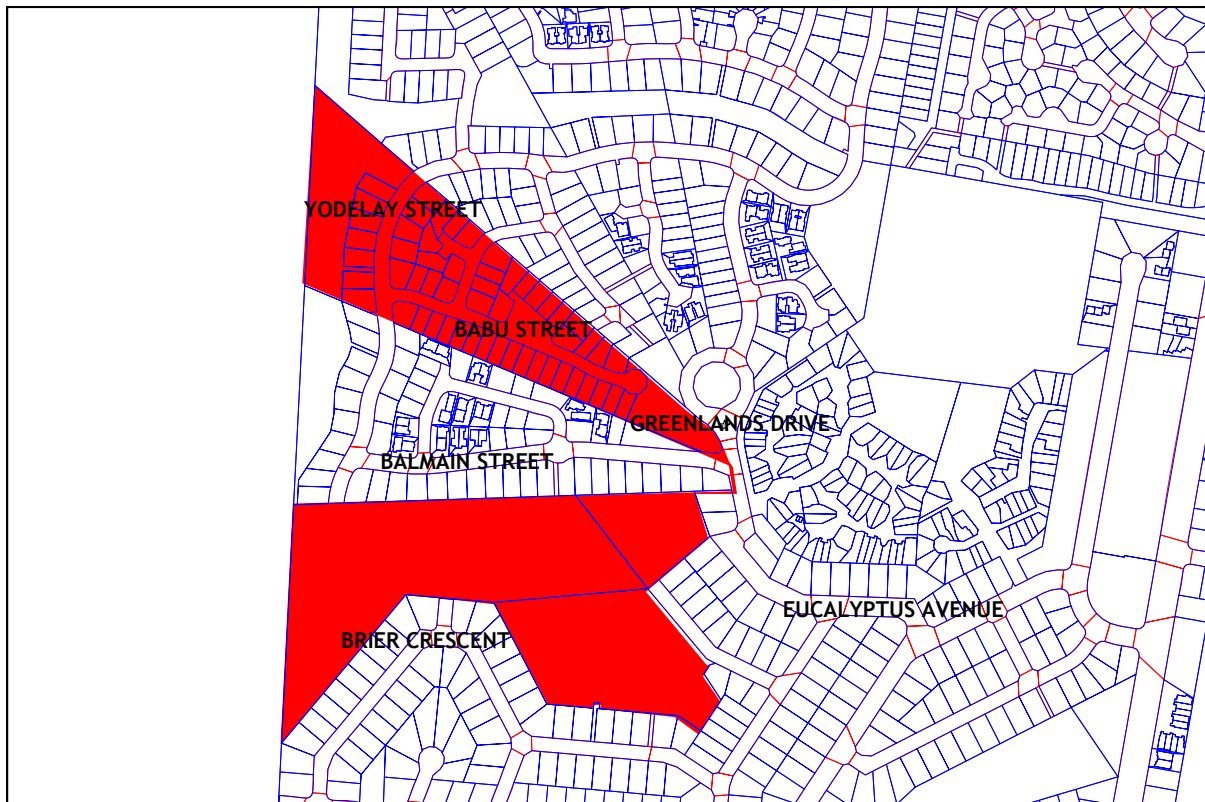 YODELAY STREET
BABU STREET
GREENLANDS DRIVE
BALMAIN STREET
EUCALYPTUS AVENUE
BRIER CRESCENT